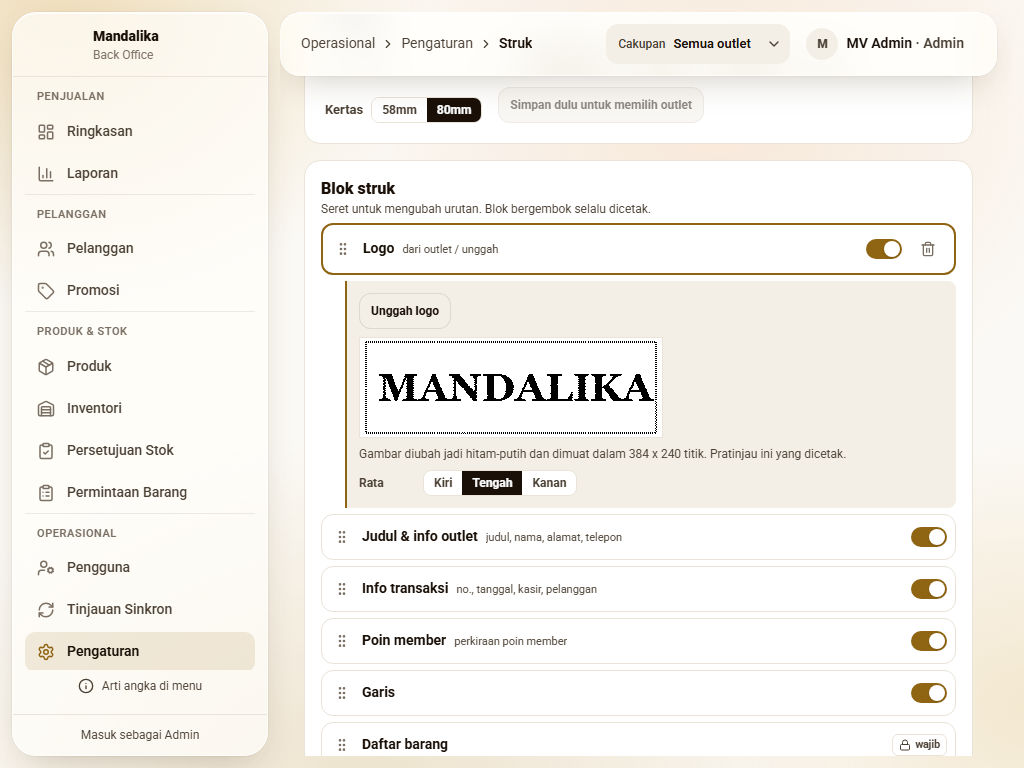 Mandalika
Back Office
PENJUALAN
Ringkasan
Laporan
PELANGGAN
Pelanggan
Promosi
PRODUK & STOK
Produk
Inventori
Persetujuan Stok
Permintaan Barang
OPERASIONAL
Pengguna
Tinjauan Sinkron
Pengaturan
Arti angka di menu
Masuk sebagai Admin
Operasional > Pengaturan > Struk
Cakupan Semua outlet
M MV Admin · Admin
Kertas 58mm 80mm Simpan dulu untuk memilih outlet
Blok struk
Seret untuk mengubah urutan. Blok bergembok selalu dicetak.
Logo dari outlet / unggah
Unggah logo
MANDALIKA
Gambar diubah jadi hitam-putih dan dimuat dalam 384 x 240 titik. Pratinjau ini yang dicetak.
Rata Kiri Tengah Kanan
Judul & info outlet judul, nama, alamat, telepon
Info transaksi no., tanggal, kasir, pelanggan
Poin member perkiraan poin member
Garis
Daftar barang wajib